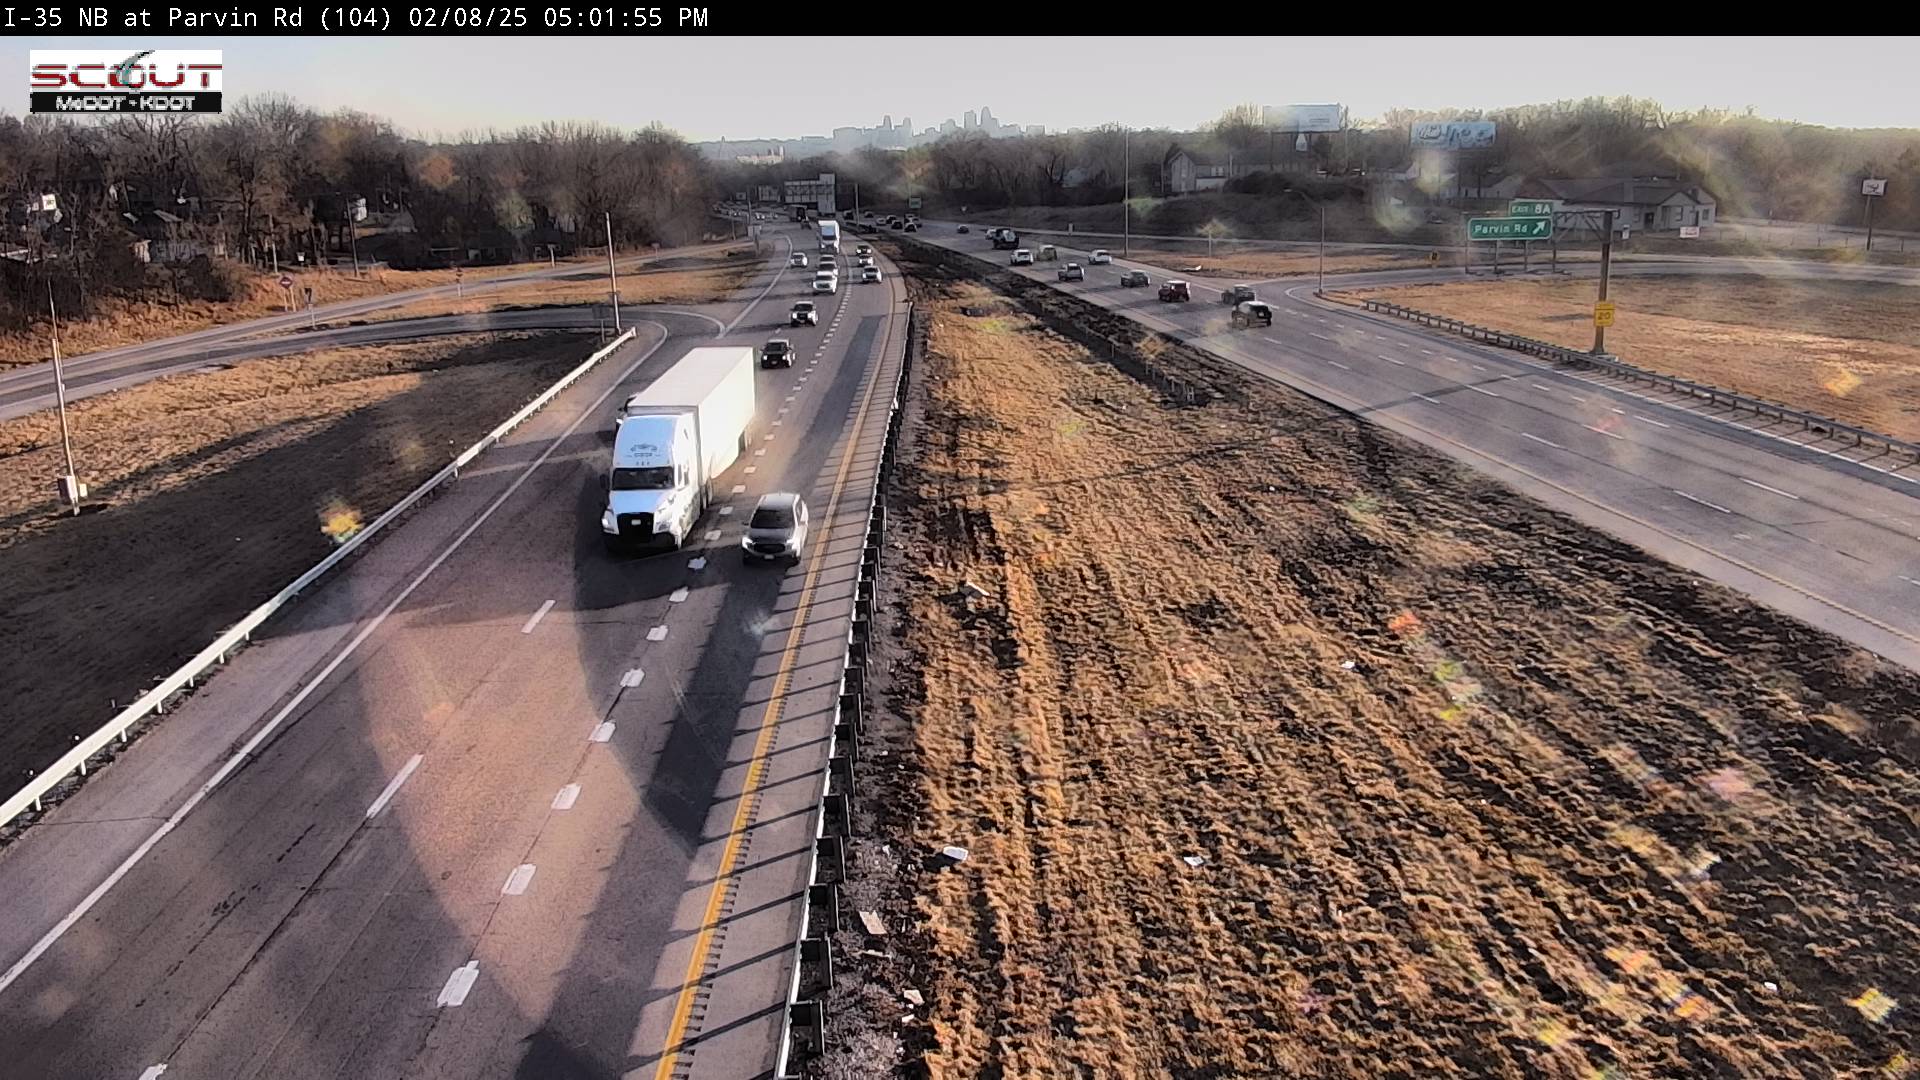 I-35 NB at Parvin Rd (104) 02/08/25 05:01:55 PM
SCOUT
MoDOT - KDOT
EXIT 8A
Parvin Rd
20